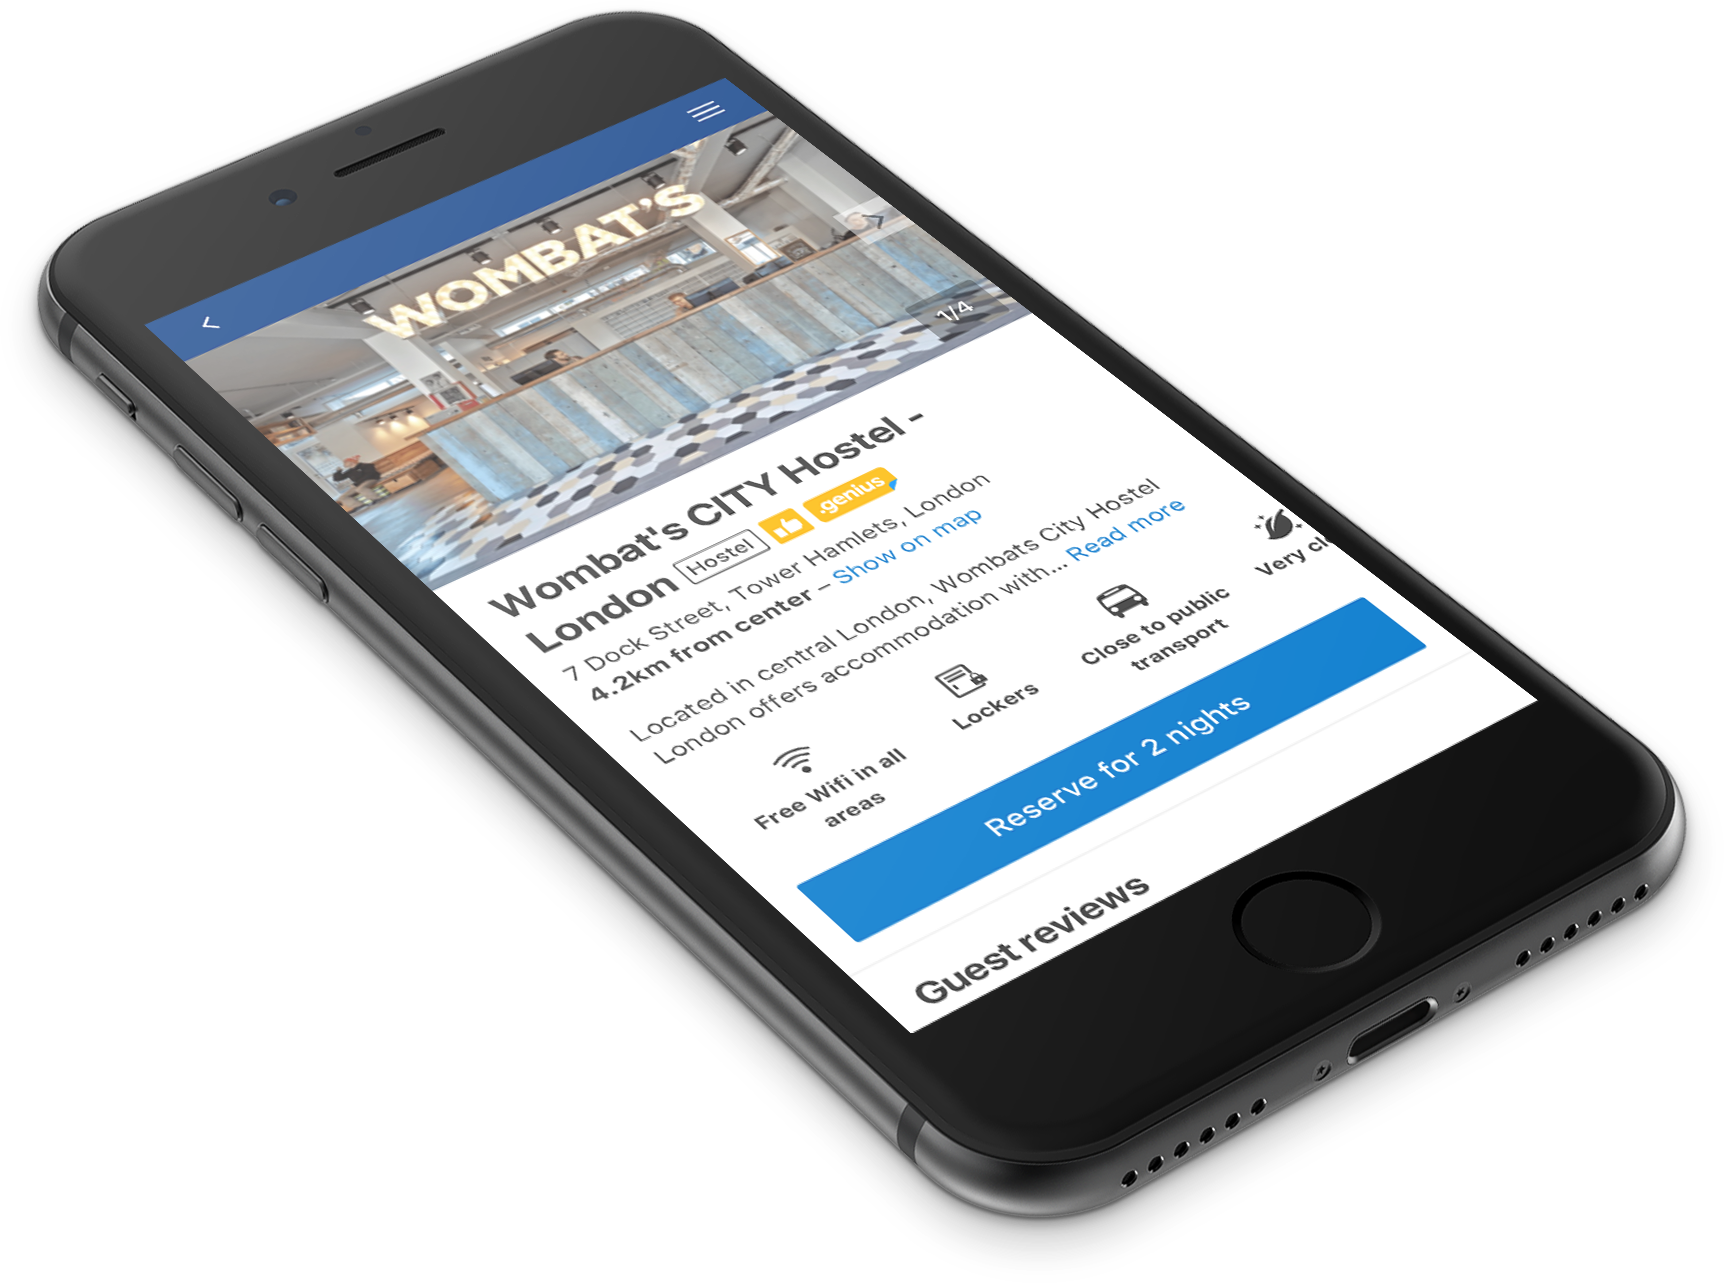 WOMBAT'S
1/4
Wombat's CITY Hostel -
London Hostel .genius
7 Dock Street, Tower Hamlets, London
4.2km from center – Show on map
Located in central London, Wombats City Hostel
London offers accommodation with... Read more
Free Wifi in all
areas
Lockers
Close to public
transport
Very cl
Reserve for 2 nights
Guest reviews